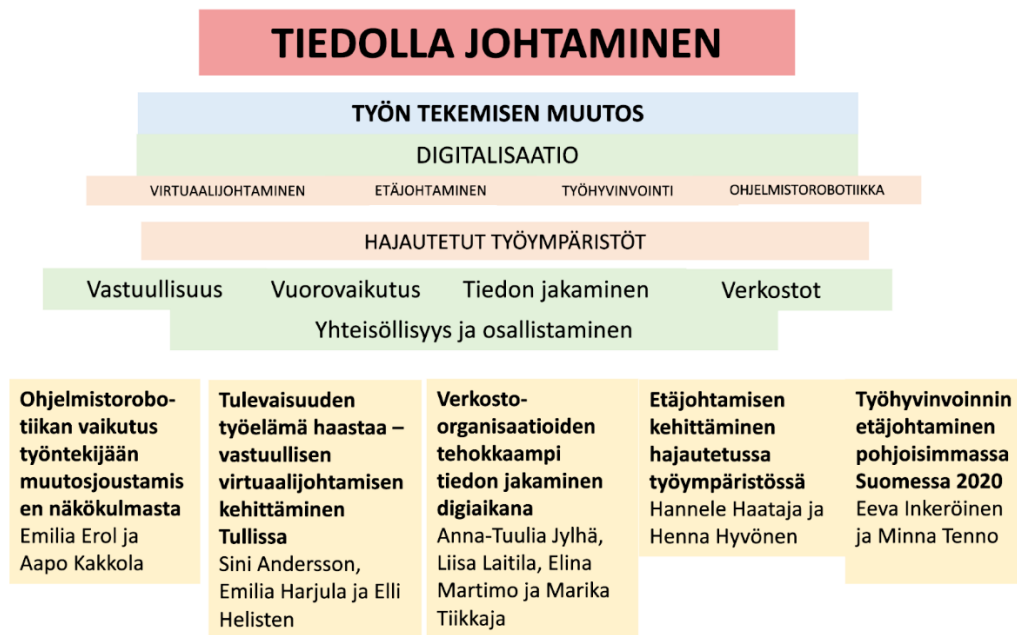 TIEDOLLA JOHTAMINEN
TYÖN TEKEMISEN MUUTOS
DIGITALISAATIO
VIRTUAALIJOHTAMINEN ETÄJOHTAMINEN TYÖHYVINVOINTI OHJELMISTOROBOTIIKKA
HAJAUTETUT TYÖYMPÄRISTÖT
Vastuullisuus Vuorovaikutus Tiedon jakaminen Verkostot
Yhteisöllisyys ja osallistaminen
Ohjelmistorobo-
tiikan vaikutus
työntekijään
muutosjoustamis
en näkökulmasta
Emilia Erol ja
Aapo Kakkola
Tulevaisuuden
työelämä haastaa –
vastuullisen
virtuaalijohtamisen
kehittäminen
Tullissa
Sini Andersson,
Emilia Harjula ja Elli
Helisten
Verkosto-
organisaatioiden
tehokkaampi
tiedon jakaminen
digiaikana
Anna-Tuulia Jylhä,
Liisa Laitila, Elina
Martimo ja Marika
Tiikkaja
Etäjohtamisen
kehittäminen
hajautetussa
työympäristössä
Hannele Haataja ja
Henna Hyvönen
Työhyvinvoinnin
etäjohtaminen
pohjoisimmassa
Suomessa 2020
Eeva Inkeröinen
ja Minna Tenno